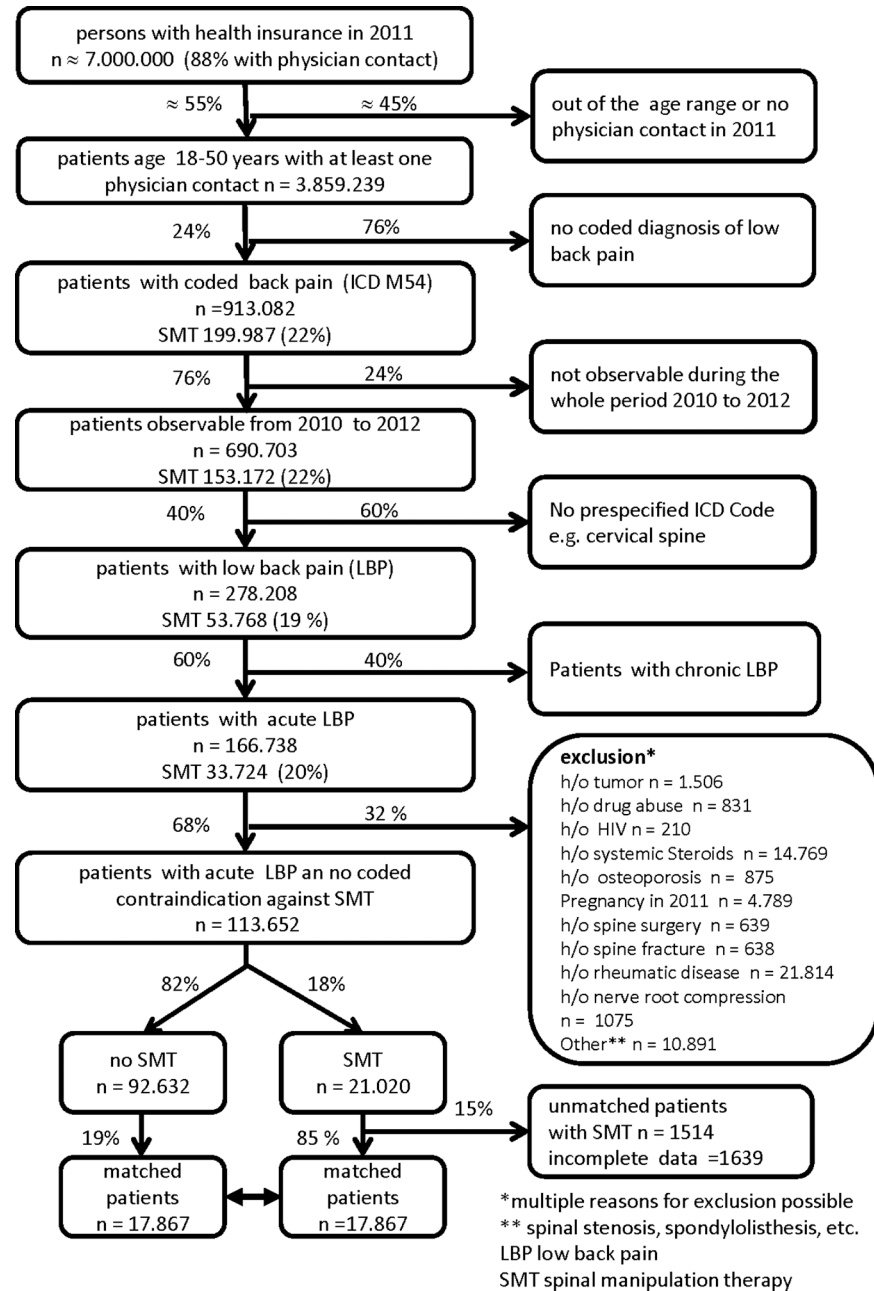 persons with health insurance in 2011
n ≈ 7.000.000 (88% with physician contact)
≈ 55%
≈ 45%
out of the age range or no
physician contact in 2011
patients age 18-50 years with at least one
physician contact n = 3.859.239
24%
76%
no coded diagnosis of low
back pain
patients with coded back pain (ICD M54)
n =913.082
SMT 199.987 (22%)
76%
24%
not observable during the
whole period 2010 to 2012
patients observable from 2010 to 2012
n = 690.703
SMT 153.172 (22%)
40%
60%
No prespecified ICD Code
e.g. cervical spine
patients with low back pain (LBP)
n = 278.208
SMT 53.768 (19 %)
60%
40%
Patients with chronic LBP
patients with acute LBP
n = 166.738
SMT 33.724 (20%)
68%
32 %
exclusion*
h/o tumor n = 1.506
h/o drug abuse n = 831
h/o HIV n = 210
h/o systemic Steroids n = 14.769
h/o osteoporosis n = 875
Pregnancy in 2011 n = 4.789
h/o spine surgery n = 639
h/o spine fracture n = 638
h/o rheumatic disease n = 21.814
h/o nerve root compression
n = 1075
Other** n = 10.891
patients with acute LBP an no coded
contraindication against SMT
n = 113.652
82%
18%
no SMT
n = 92.632
SMT
n = 21.020
19%
85 %
15%
unmatched patients
with SMT n = 1514
incomplete data =1639
matched
patients
n = 17.867
matched
patients
n =17.867
*multiple reasons for exclusion possible
** spinal stenosis, spondylolisthesis, etc.
LBP low back pain
SMT spinal manipulation therapy